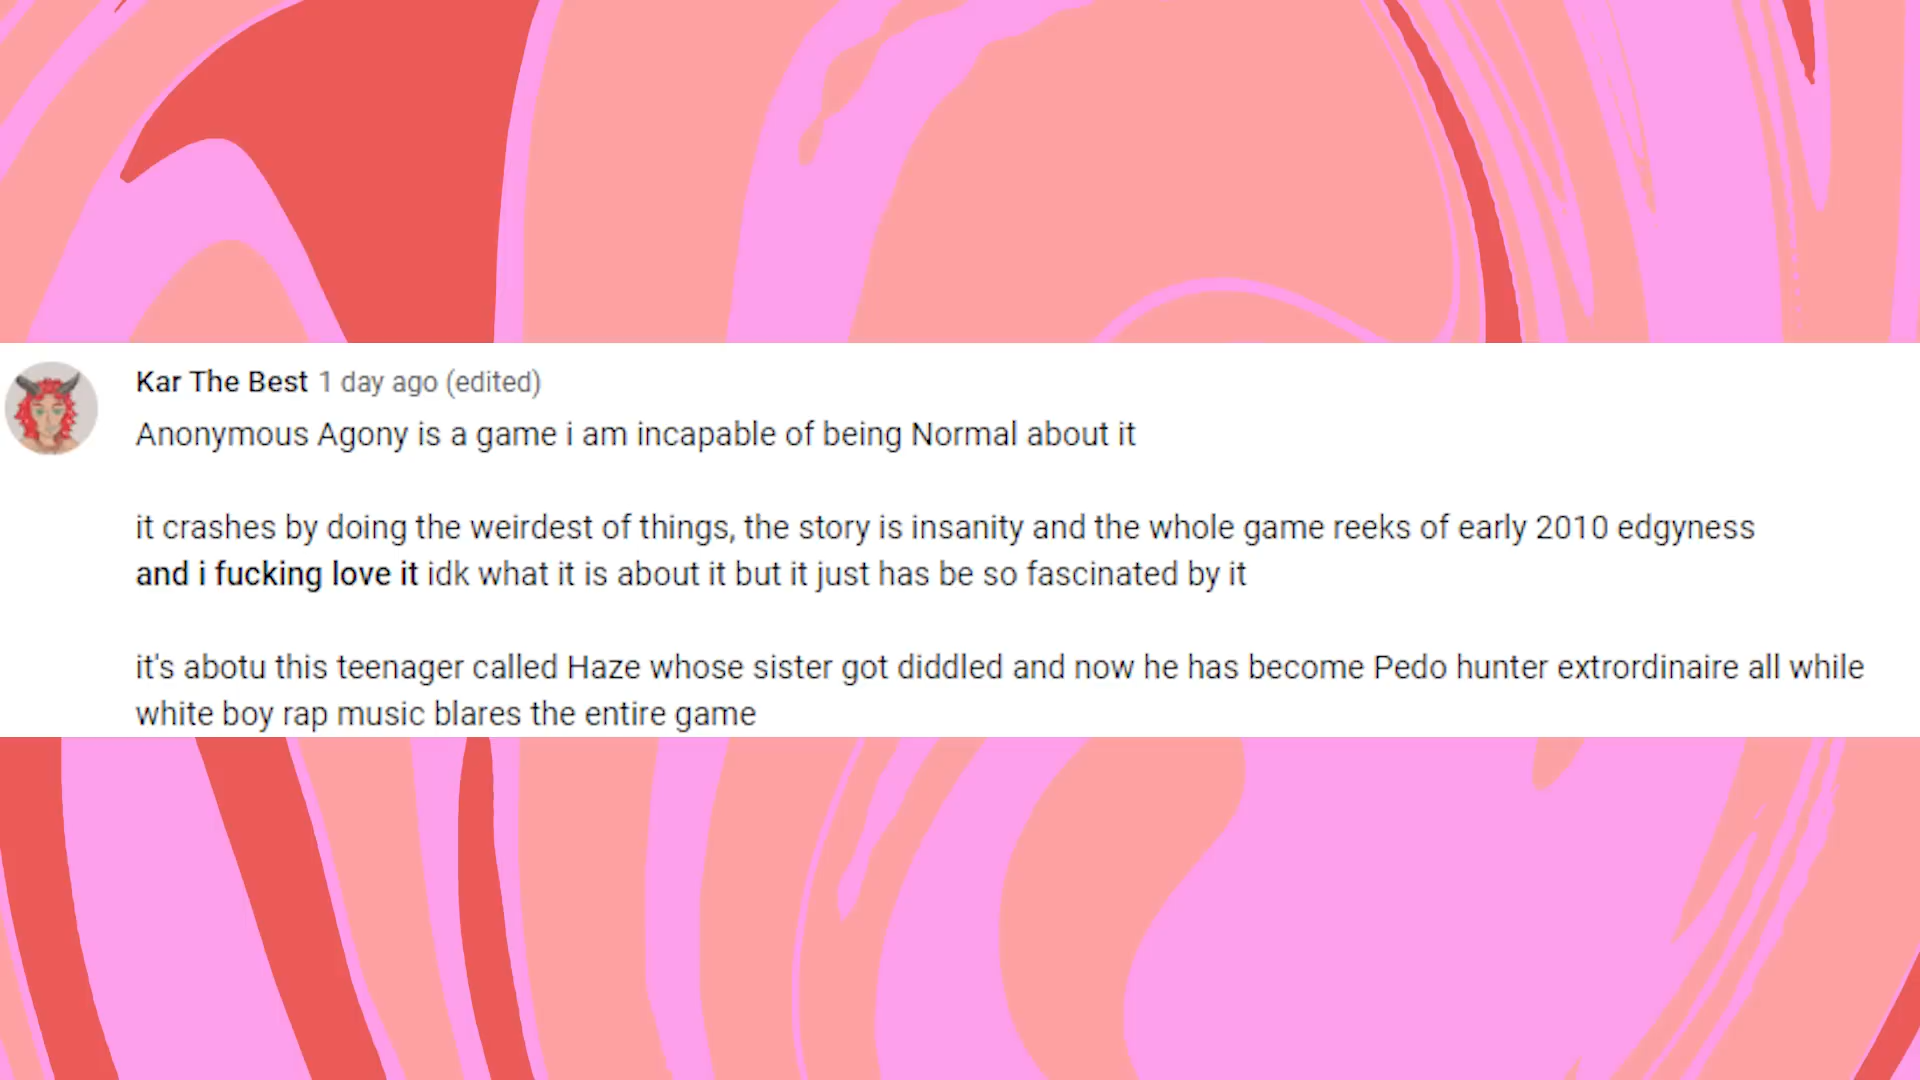 Kar The Best 1 day ago (edited)
Anonymous Agony is a game i am incapable of being Normal about it
it crashes by doing the weirdest of things, the story is insanity and the whole game reeks of early 2010 edgyness
and i fucking love it idk what it is about it but it just has be so fascinated by it
it's abotu this teenager called Haze whose sister got diddled and now he has become Pedo hunter extrordinaire all while
white boy rap music blares the entire game